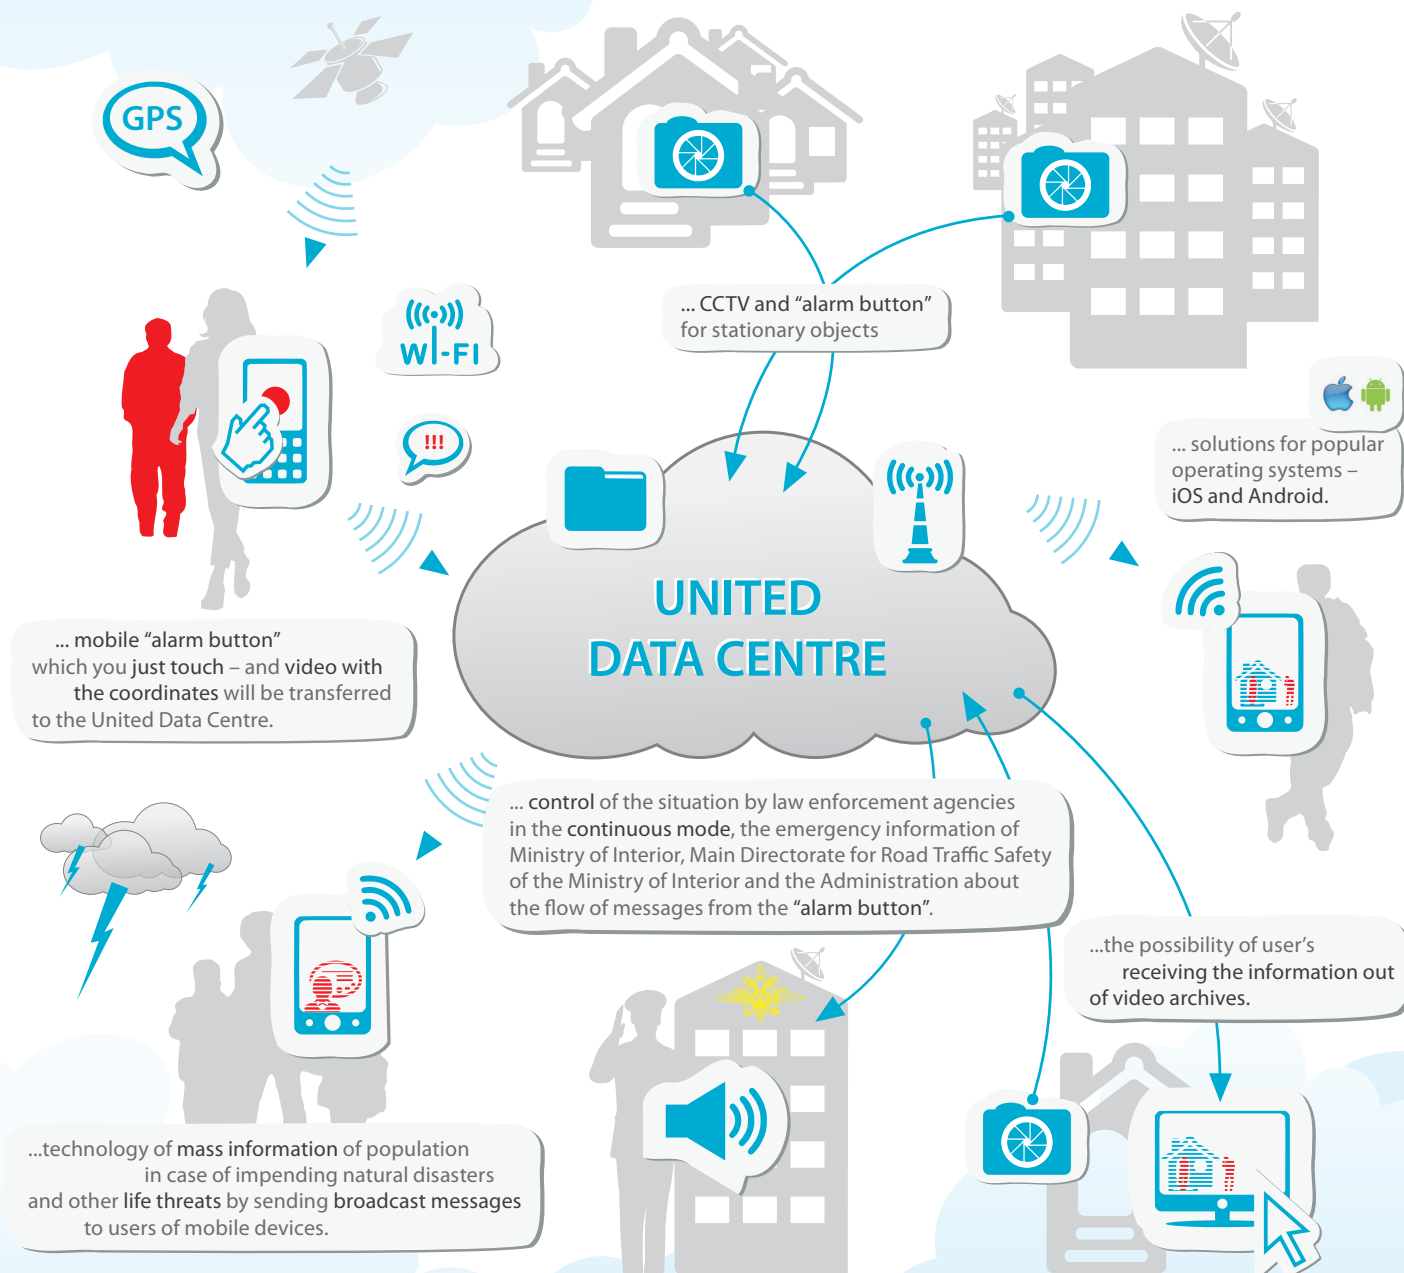 GPS
... CCTV and “alarm button”
for stationary objects
WI-FI
!!!
... solutions for popular
operating systems –
iOS and Android.
UNITED
DATA CENTRE
... mobile “alarm button”
which you just touch – and video with
the coordinates will be transferred
to the United Data Centre.
... control of the situation by law enforcement agencies
in the continuous mode, the emergency information of
Ministry of Interior, Main Directorate for Road Traffic Safety
of the Ministry of Interior and the Administration about
the flow of messages from the “alarm button”.
...the possibility of user’s
receiving the information out
of video archives.
...technology of mass information of population
in case of impending natural disasters
and other life threats by sending broadcast messages
to users of mobile devices.